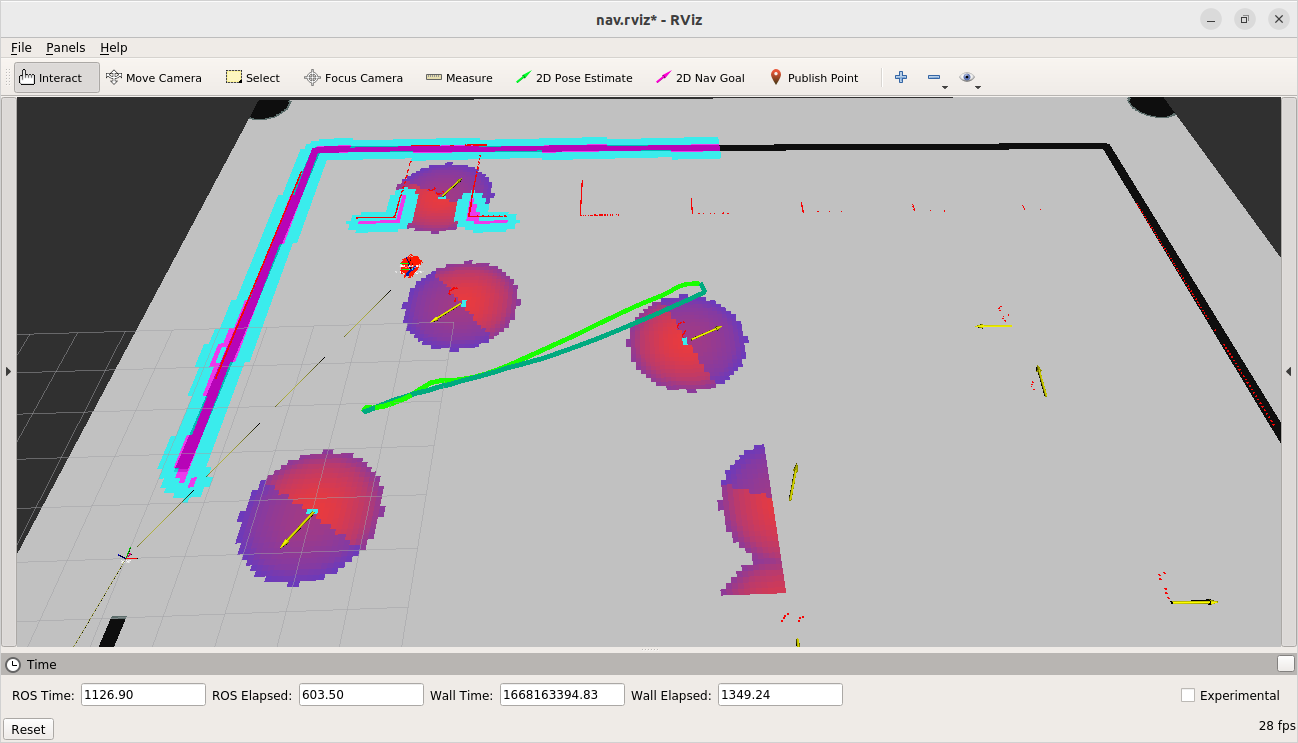 nav.rviz* - RViz
File Panels Help
Interact Move Camera Select Focus Camera Measure 2D Pose Estimate 2D Nav Goal Publish Point
Time
ROS Time: 1126.90 ROS Elapsed: 603.50 Wall Time: 1668163394.83 Wall Elapsed: 1349.24 Experimental
Reset 28 fps